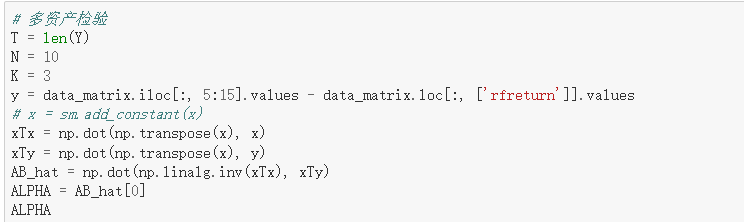 # 多资产检验
T = len(Y)
N = 10
K = 3
y = data_matrix.iloc[:, 5:15].values - data_matrix.loc[:, ['rfreturn']].values
# x = sm.add_constant(x)
xTx = np.dot(np.transpose(x), x)
xTy = np.dot(np.transpose(x), y)
AB_hat = np.dot(np.linalg.inv(xTx), xTy)
ALPHA = AB_hat[0]
ALPHA